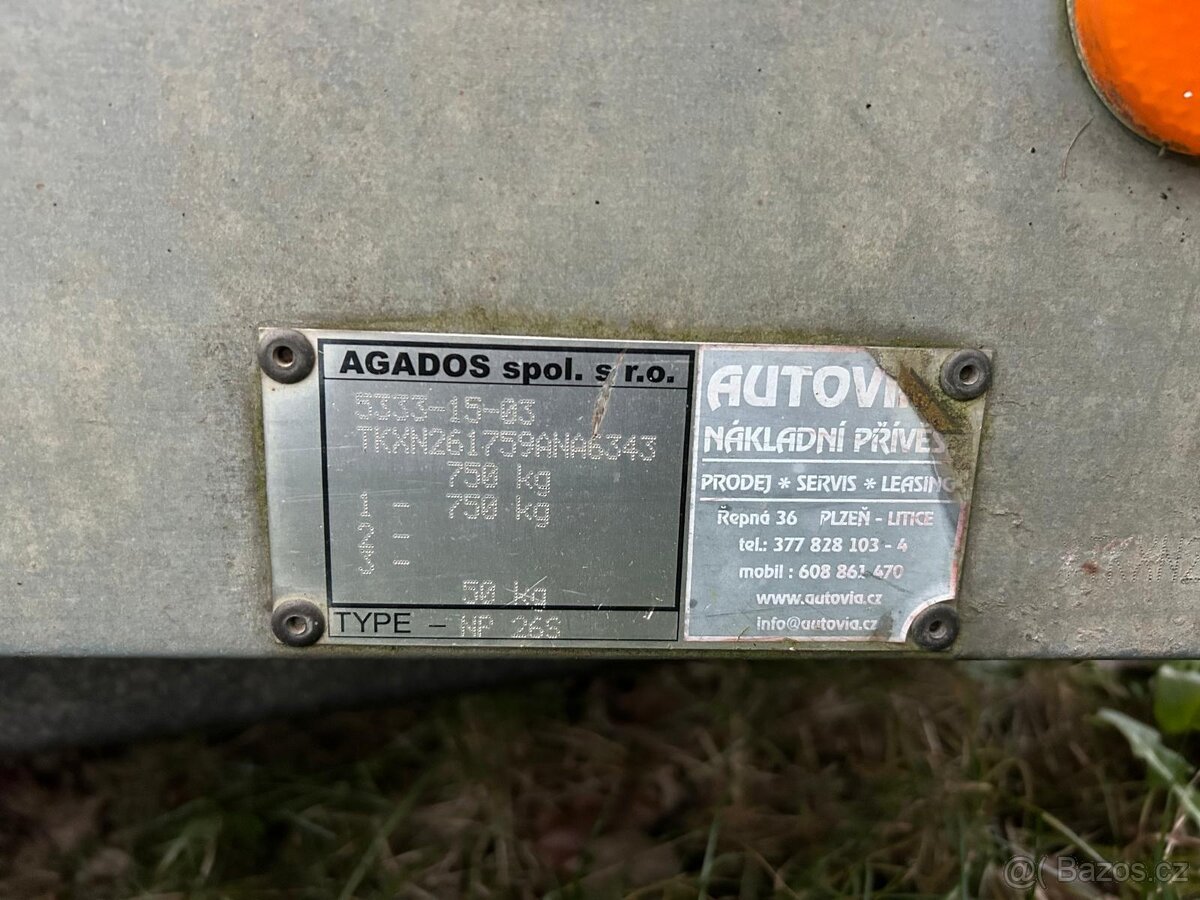 AGADOS spol. s r.o.
5333-15-03
TKXN261759ANA6343
750 kg
1 - 750 kg
2 -
3 -
50 kg
TYPE - NP 26S
AUTOVIA
NÁKLADNÍ PŘÍVĚS
PRODEJ * SERVIS * LEASING
Řepná 36 PLZEŇ - LITICE
tel.: 377 828 103 - 4
mobil : 608 861 470
www.autovia.cz
info@autovia.cz
@( Bazos.cz